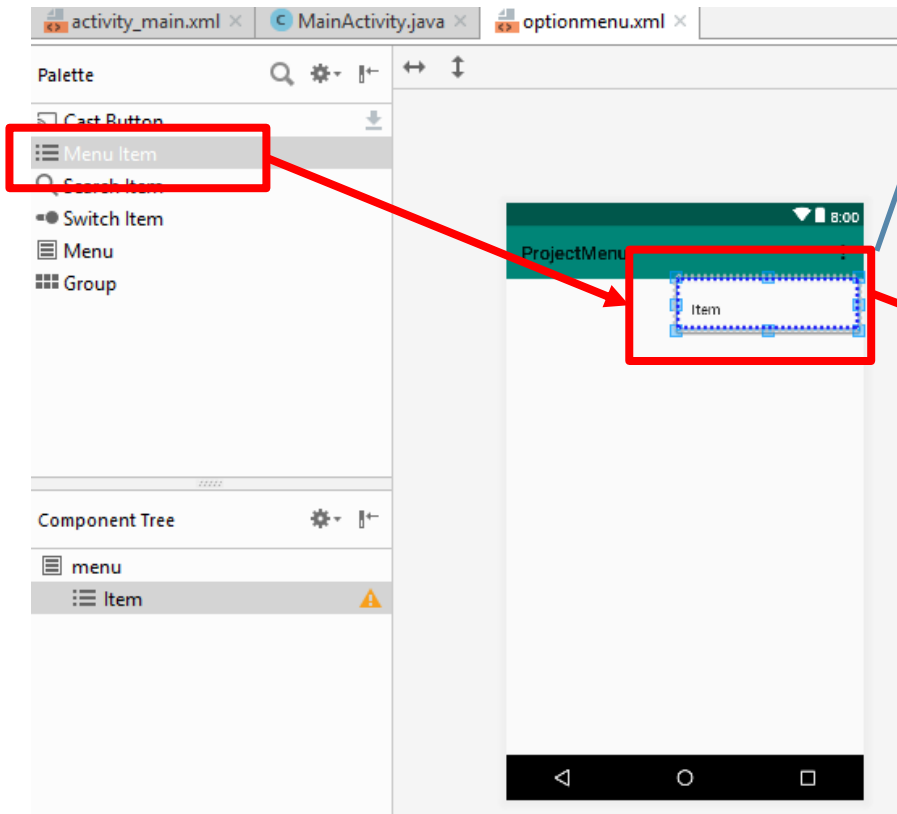 activity_main.xml
MainActivity.java
optionmenu.xml
Palette
Cast Button
Menu Item
Search Item
Switch Item
Menu
Group
8:00
ProjectMenu
Item
Component Tree
menu
Item